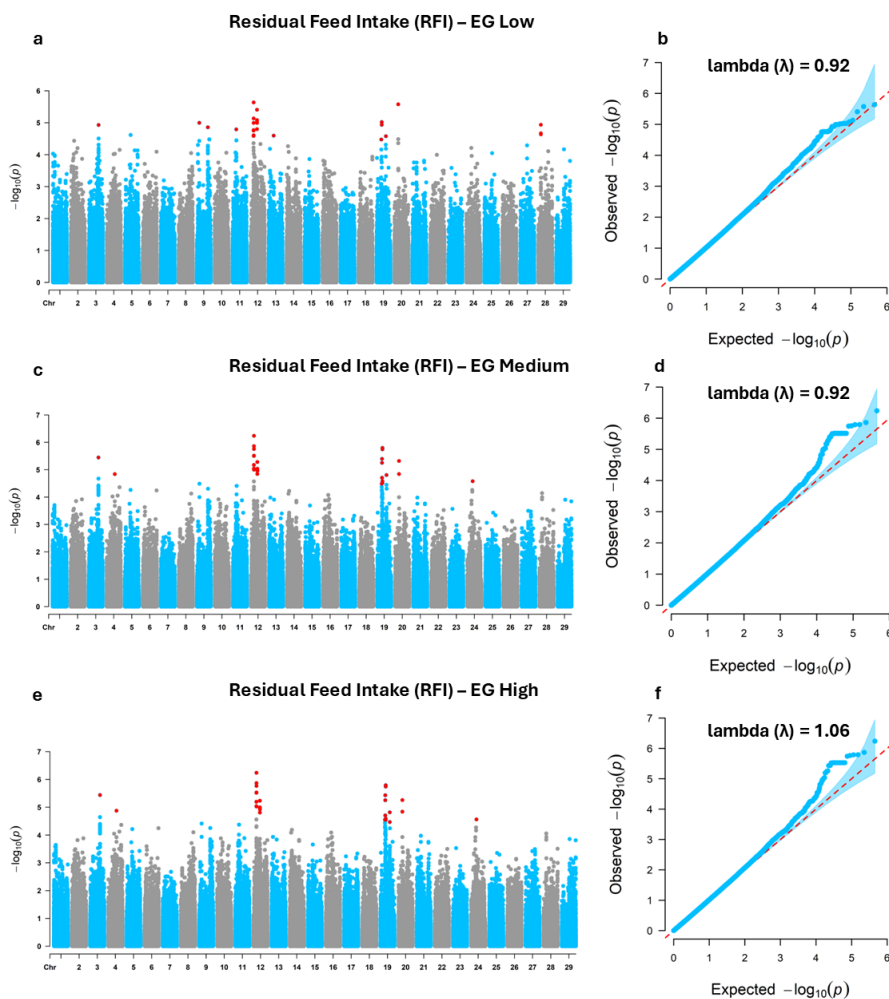 Residual Feed Intake (RFI) – EG Low
a
b
lambda (λ) = 0.92
6
5
4
3
2
1
0
−log10(p)
Chr 2 3 4 5 6 7 8 9 10 11 12 13 14 15 16 17 18 19 20 21 22 23 24 25 26 27 28 29
7
6
5
4
3
2
1
0
Observed −log10(p)
0 1 2 3 4 5 6
Expected −log10(p)
Residual Feed Intake (RFI) – EG Medium
c
d
lambda (λ) = 0.92
7
6
5
4
3
2
1
0
−log10(p)
Chr 2 3 4 5 6 7 8 9 10 11 12 13 14 15 16 17 18 19 20 21 22 23 24 25 26 27 28 29
7
6
5
4
3
2
1
0
Observed −log10(p)
0 1 2 3 4 5 6
Expected −log10(p)
Residual Feed Intake (RFI) – EG High
e
f
lambda (λ) = 1.06
7
6
5
4
3
2
1
0
−log10(p)
Chr 2 3 4 5 6 7 8 9 10 11 12 13 14 15 16 17 18 19 20 21 22 23 24 25 26 27 28 29
7
6
5
4
3
2
1
0
Observed −log10(p)
0 1 2 3 4 5 6
Expected −log10(p)